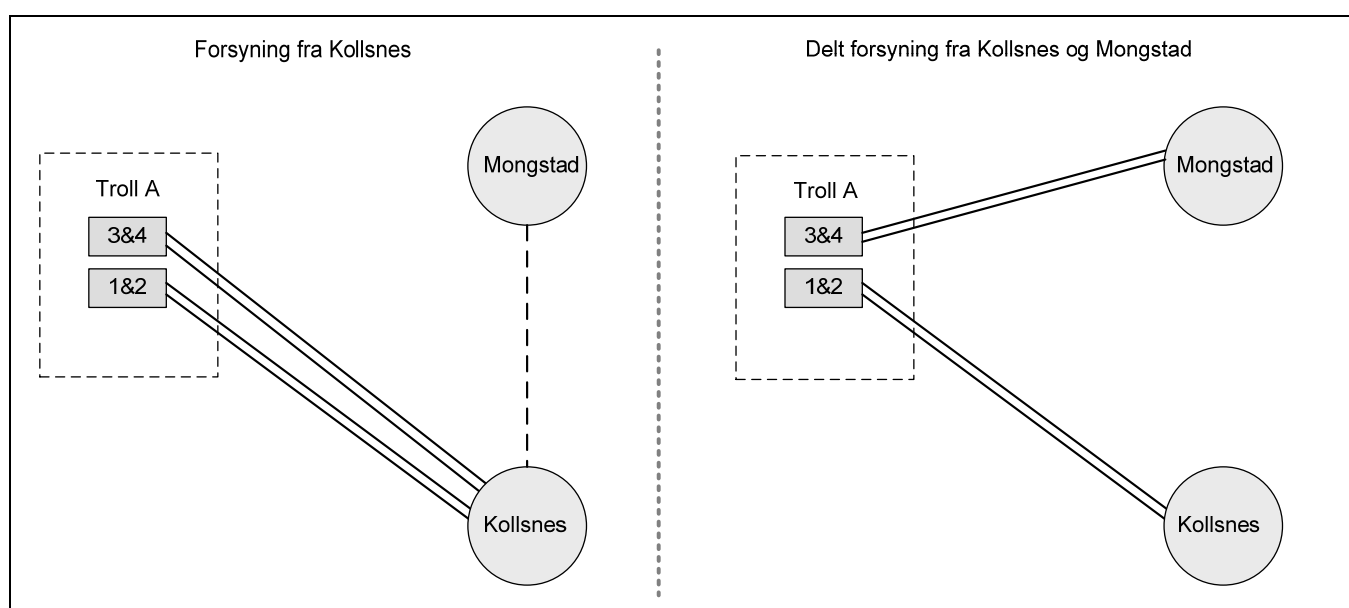 Forsyning fra Kollsnes
Mongstad
Troll A
3&4
1&2
Kollsnes
Delt forsyning fra Kollsnes og Mongstad
Mongstad
Troll A
3&4
1&2
Kollsnes